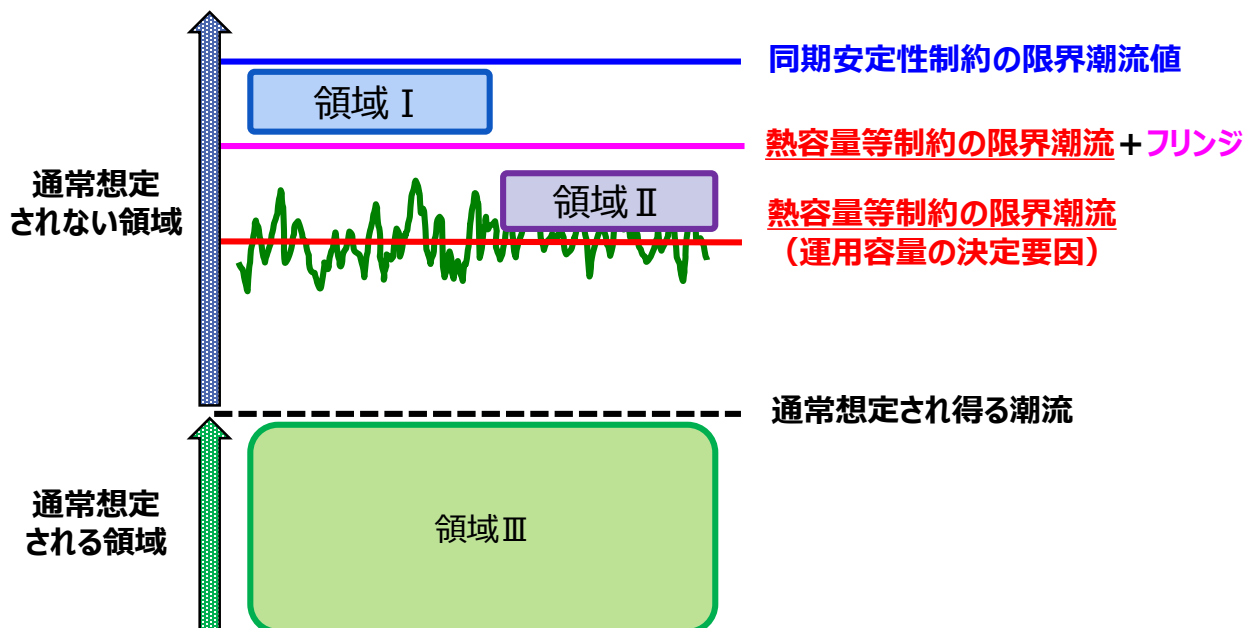 同期安定性制約の限界潮流値
領域Ⅰ
熱容量等制約の限界潮流+フリンジ
通常想定
されない領域
領域Ⅱ
熱容量等制約の限界潮流
（運用容量の決定要因）
通常想定され得る潮流
通常想定
される領域
領域Ⅲ